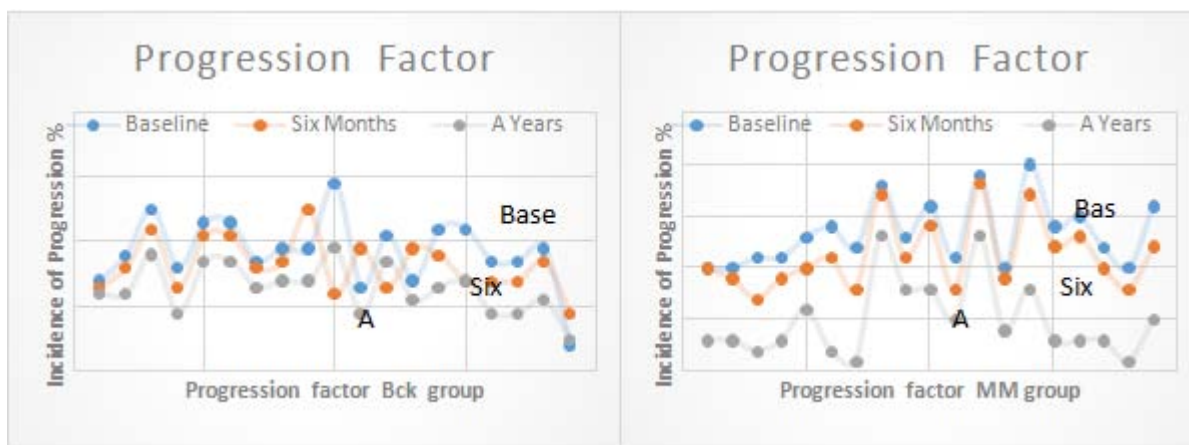 Progression Factor
Baseline Six Months A Years
Incidence of Progression %
Base
Six
A
Progression factor Bck group
Progression Factor
Baseline Six Months A Years
Incidence of Progression %
Bas
Six
A
Progression factor MM group